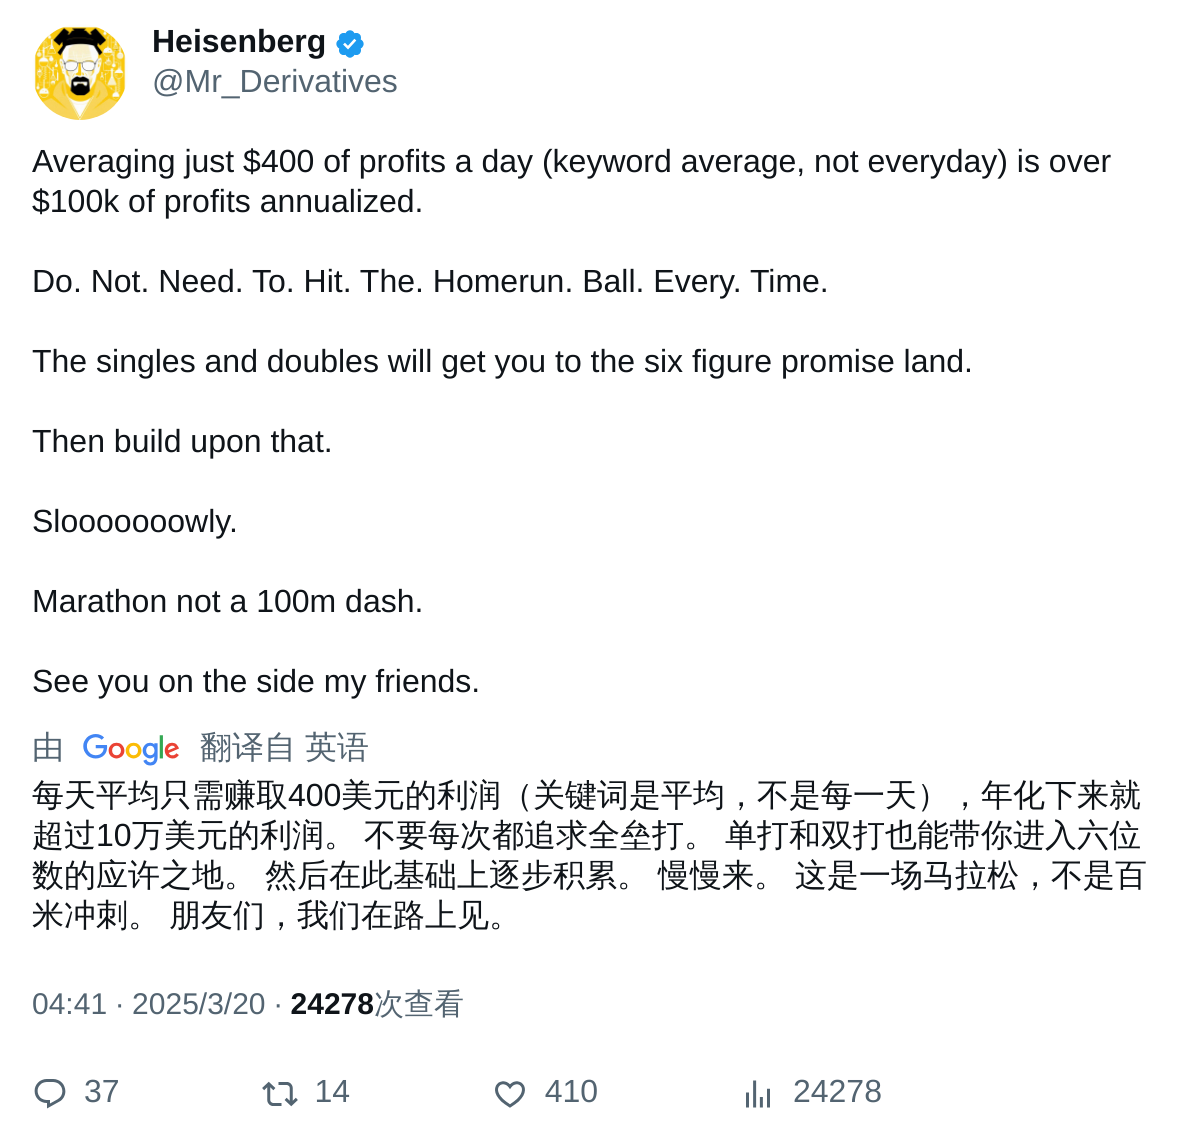 Heisenberg
@Mr_Derivatives
Averaging just $400 of profits a day (keyword average, not everyday) is over
$100k of profits annualized.
Do. Not. Need. To. Hit. The. Homerun. Ball. Every. Time.
The singles and doubles will get you to the six figure promise land.
Then build upon that.
Slooooooowly.
Marathon not a 100m dash.
See you on the side my friends.
由 Google 翻译自 英语
每天平均只需赚取400美元的利润（关键词是平均，不是每一天），年化下来就
超过10万美元的利润。 不要每次都追求全垒打。 单打和双打也能带你进入六位
数的应许之地。 然后在此基础上逐步积累。 慢慢来。 这是一场马拉松，不是百
米冲刺。 朋友们，我们在路上见。
04:41 · 2025/3/20 · 24278次查看
37 14 410 24278